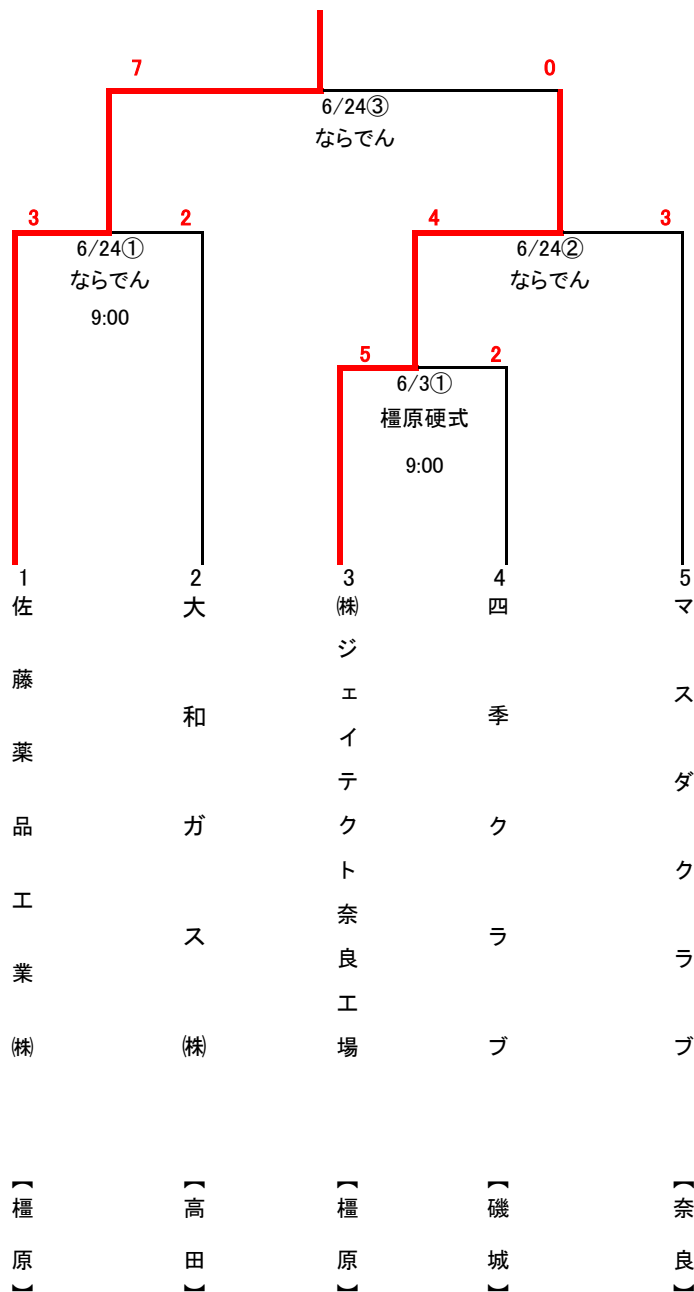 7
0
6/24③
ならでん
3
2
4
3
6/24①
ならでん
9:00
6/24②
ならでん
5
2
6/3①
橿原硬式
9:00
1
2
3
4
5
佐藤薬品工業㈱
大和ガス㈱
㈱ジェイテクト奈良工場
四季クラブ
マスダクラブ
【橿原】
【高田】
【橿原】
【磯城】
【奈良】